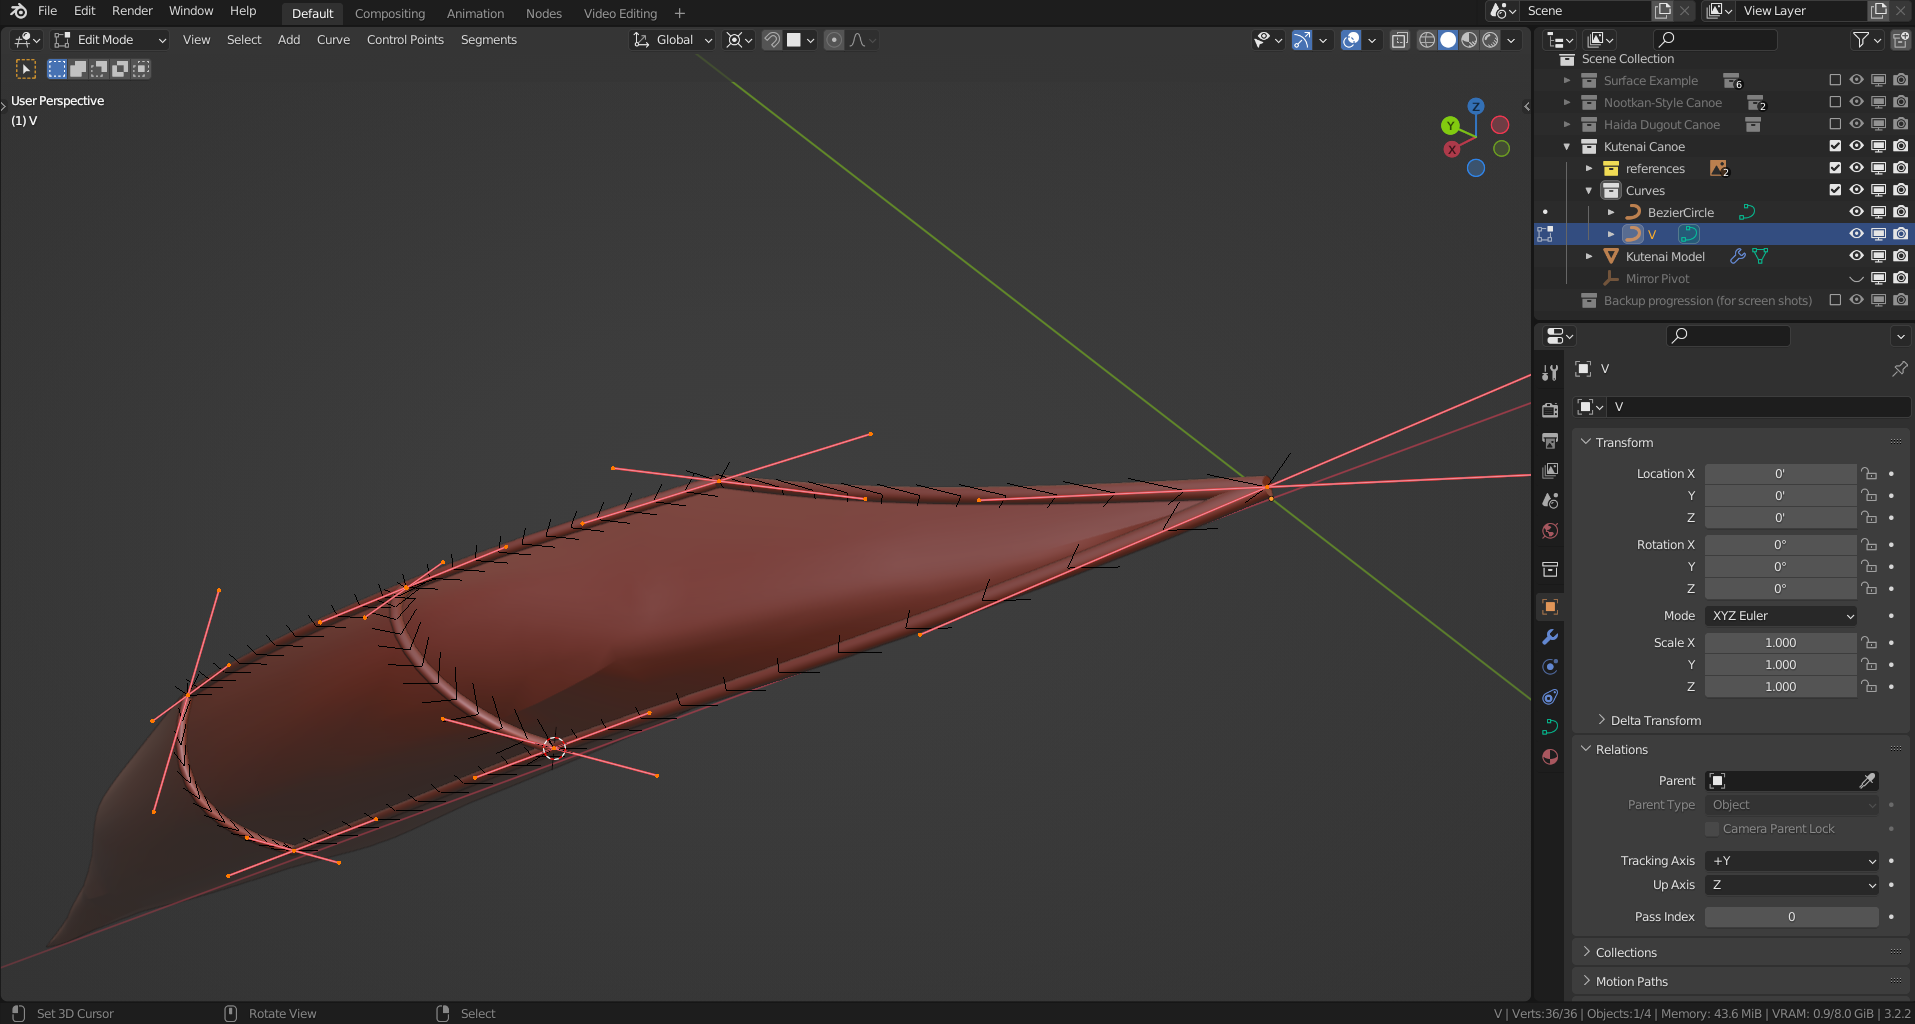 File Edit Render Window Help Default Compositing Animation Nodes Video Editing + Scene View Layer
Edit Mode View Select Add Curve Control Points Segments Global
User Perspective
(1) V
Z
Y
X
Scene Collection
Surface Example 6
Nootkan-Style Canoe 2
Haida Dugout Canoe
Kutenai Canoe
references 2
Curves
BezierCircle
V
Kutenai Model
Mirror Pivot
Backup progression (for screen shots)
V
V
Transform
Location X 0'
Y 0'
Z 0'
Rotation X 0°
Y 0°
Z 0°
Mode XYZ Euler
Scale X 1.000
Y 1.000
Z 1.000
Delta Transform
Relations
Parent
Parent Type Object
Camera Parent Lock
Tracking Axis +Y
Up Axis Z
Pass Index 0
Collections
Motion Paths
Set 3D Cursor Rotate View Select V | Verts:36/36 | Objects:1/4 | Memory: 43.6 MiB | VRAM: 0.9/8.0 GiB | 3.2.2